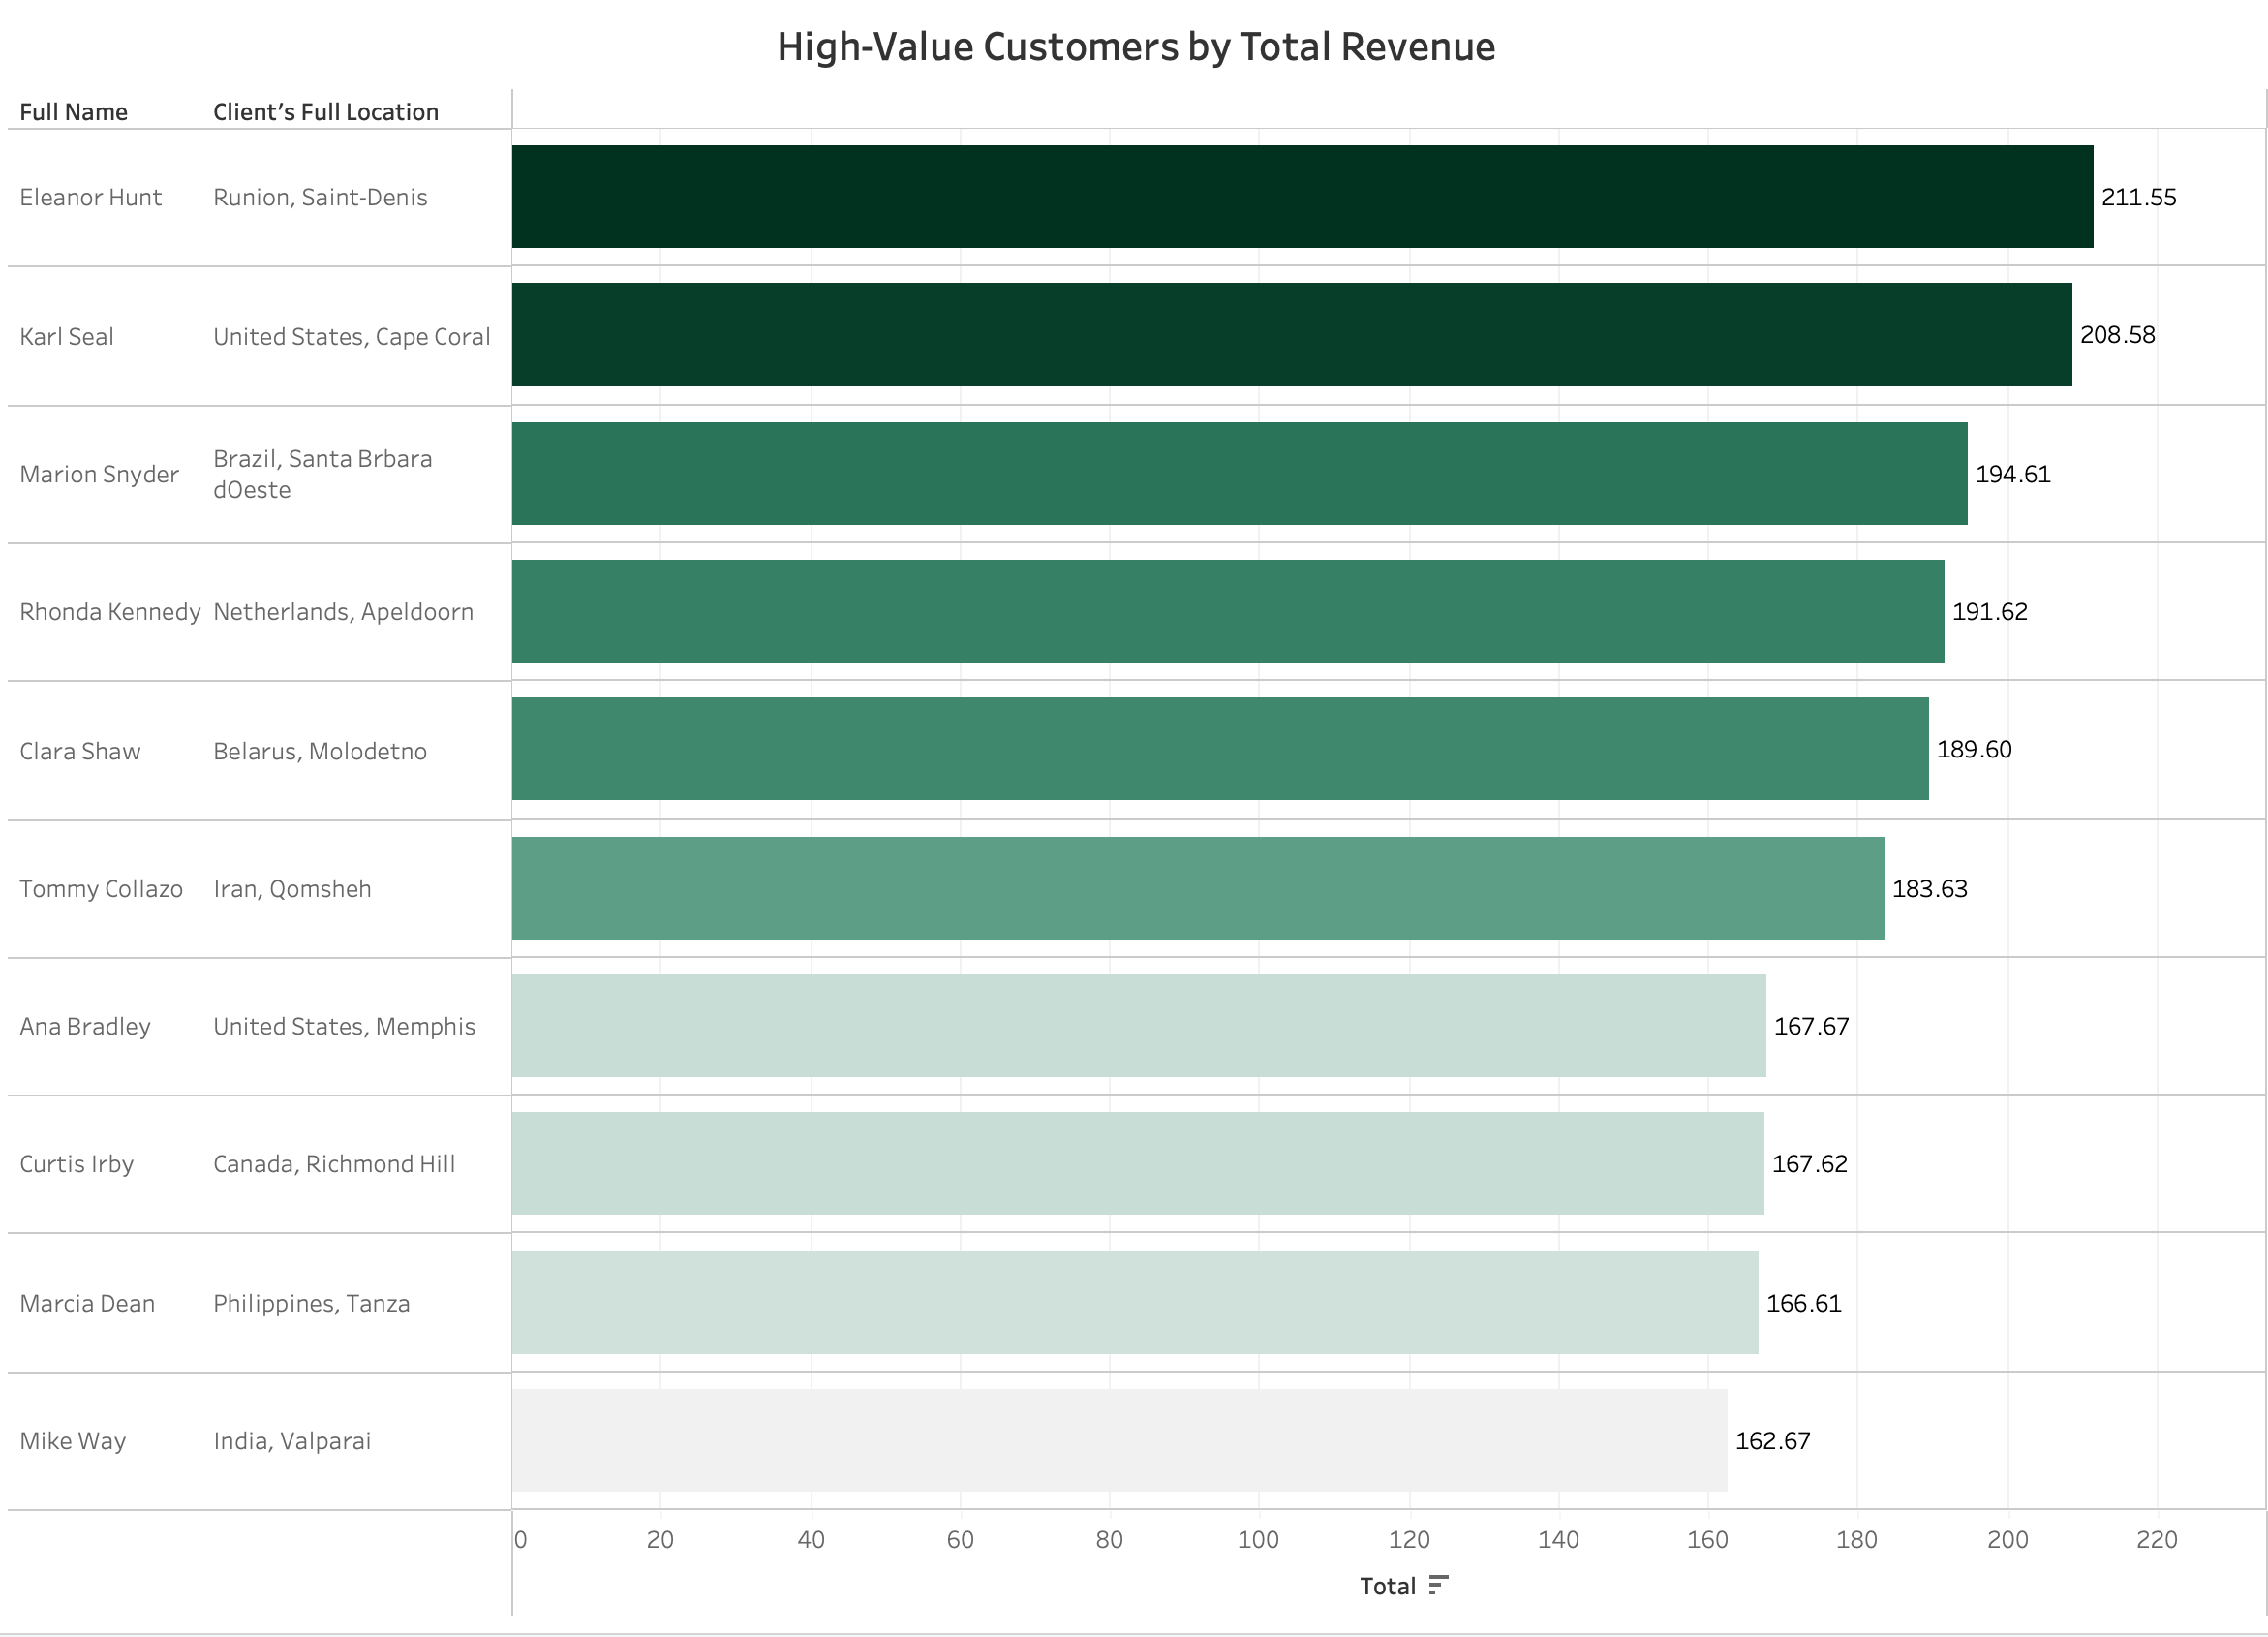 High-Value Customers by Total Revenue
Full Name Client's Full Location
Eleanor Hunt Runion, Saint-Denis 211.55
Karl Seal United States, Cape Coral 208.58
Marion Snyder Brazil, Santa Brbara
dOeste 194.61
Rhonda Kennedy Netherlands, Apeldoorn 191.62
Clara Shaw Belarus, Molodetno 189.60
Tommy Collazo Iran, Qomsheh 183.63
Ana Bradley United States, Memphis 167.67
Curtis Irby Canada, Richmond Hill 167.62
Marcia Dean Philippines, Tanza 166.61
Mike Way India, Valparai 162.67
0 20 40 60 80 100 120 140 160 180 200 220
Total